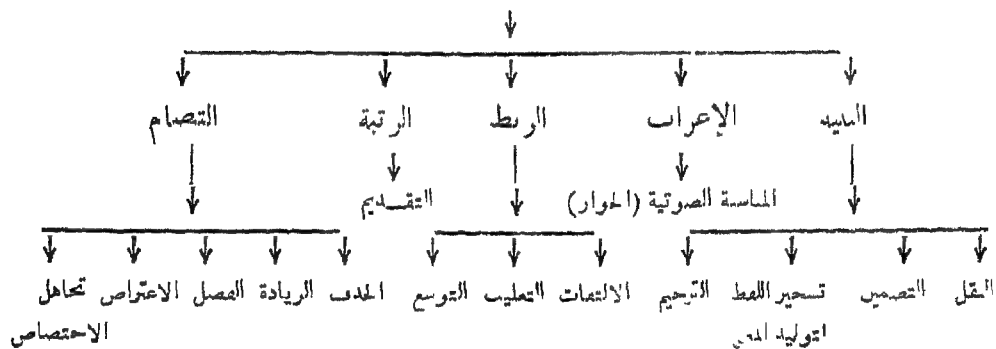 البنية الإعراب الربط الرتبة التضام
المناسبة الصوتية (الجوار) التقديم
النقل التضمين تسخير اللفظ الترخيم الالتفات التغليب التوسع الحذف الزيادة الفصل الاعتراض تجاهل
لتوليد المعنى الاختصاص